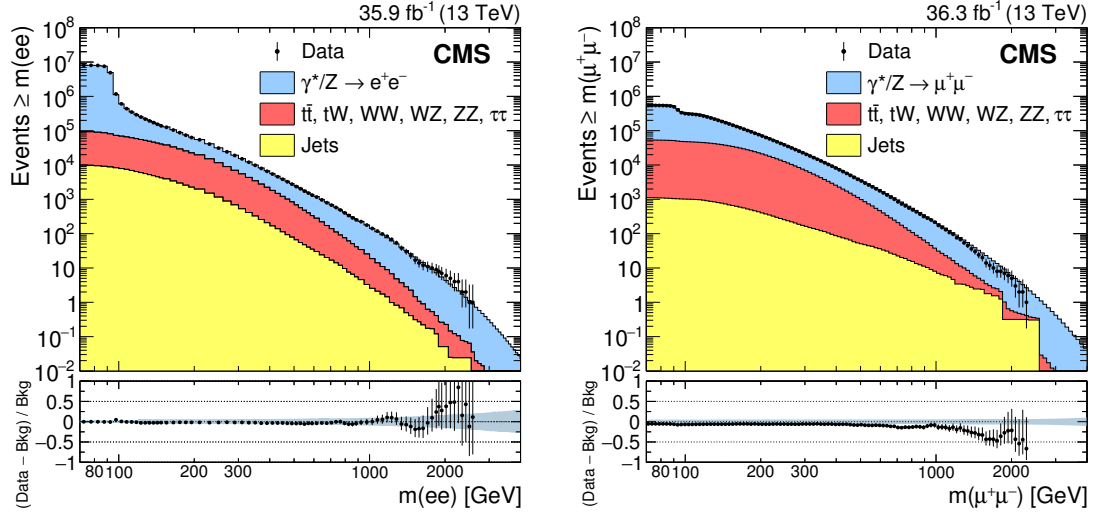 35.9 fb⁻¹ (13 TeV)
CMS
Data
γ*/Z → e⁺e⁻
tt̄, tW, WW, WZ, ZZ, ττ
Jets
Events ≥ m(ee)
10⁸
10⁷
10⁶
10⁵
10⁴
10³
10²
10
1
10⁻¹
10⁻²
(Data − Bkg) / Bkg
1
0.5
0
−0.5
−1
80 100 200 300 1000 2000
m(ee) [GeV]
36.3 fb⁻¹ (13 TeV)
CMS
Data
γ*/Z → μ⁺μ⁻
tt̄, tW, WW, WZ, ZZ, ττ
Jets
Events ≥ m(μ⁺μ⁻)
10⁸
10⁷
10⁶
10⁵
10⁴
10³
10²
10
1
10⁻¹
10⁻²
(Data − Bkg) / Bkg
1
0.5
0
−0.5
−1
80 100 200 300 1000 2000
m(μ⁺μ⁻) [GeV]